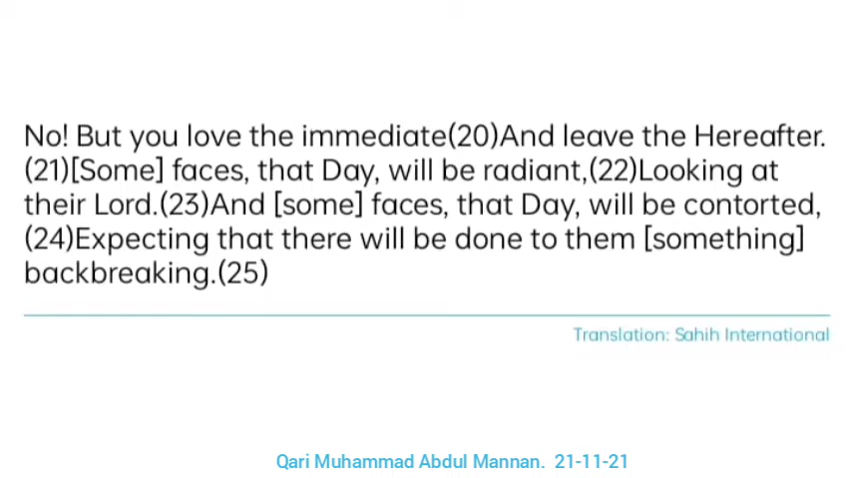 No! But you love the immediate(20)And leave the Hereafter.
(21)[Some] faces, that Day, will be radiant,(22)Looking at
their Lord.(23)And [some] faces, that Day, will be contorted,
(24)Expecting that there will be done to them [something]
backbreaking.(25)
Translation: Sahih International
Qari Muhammad Abdul Mannan.  21-11-21